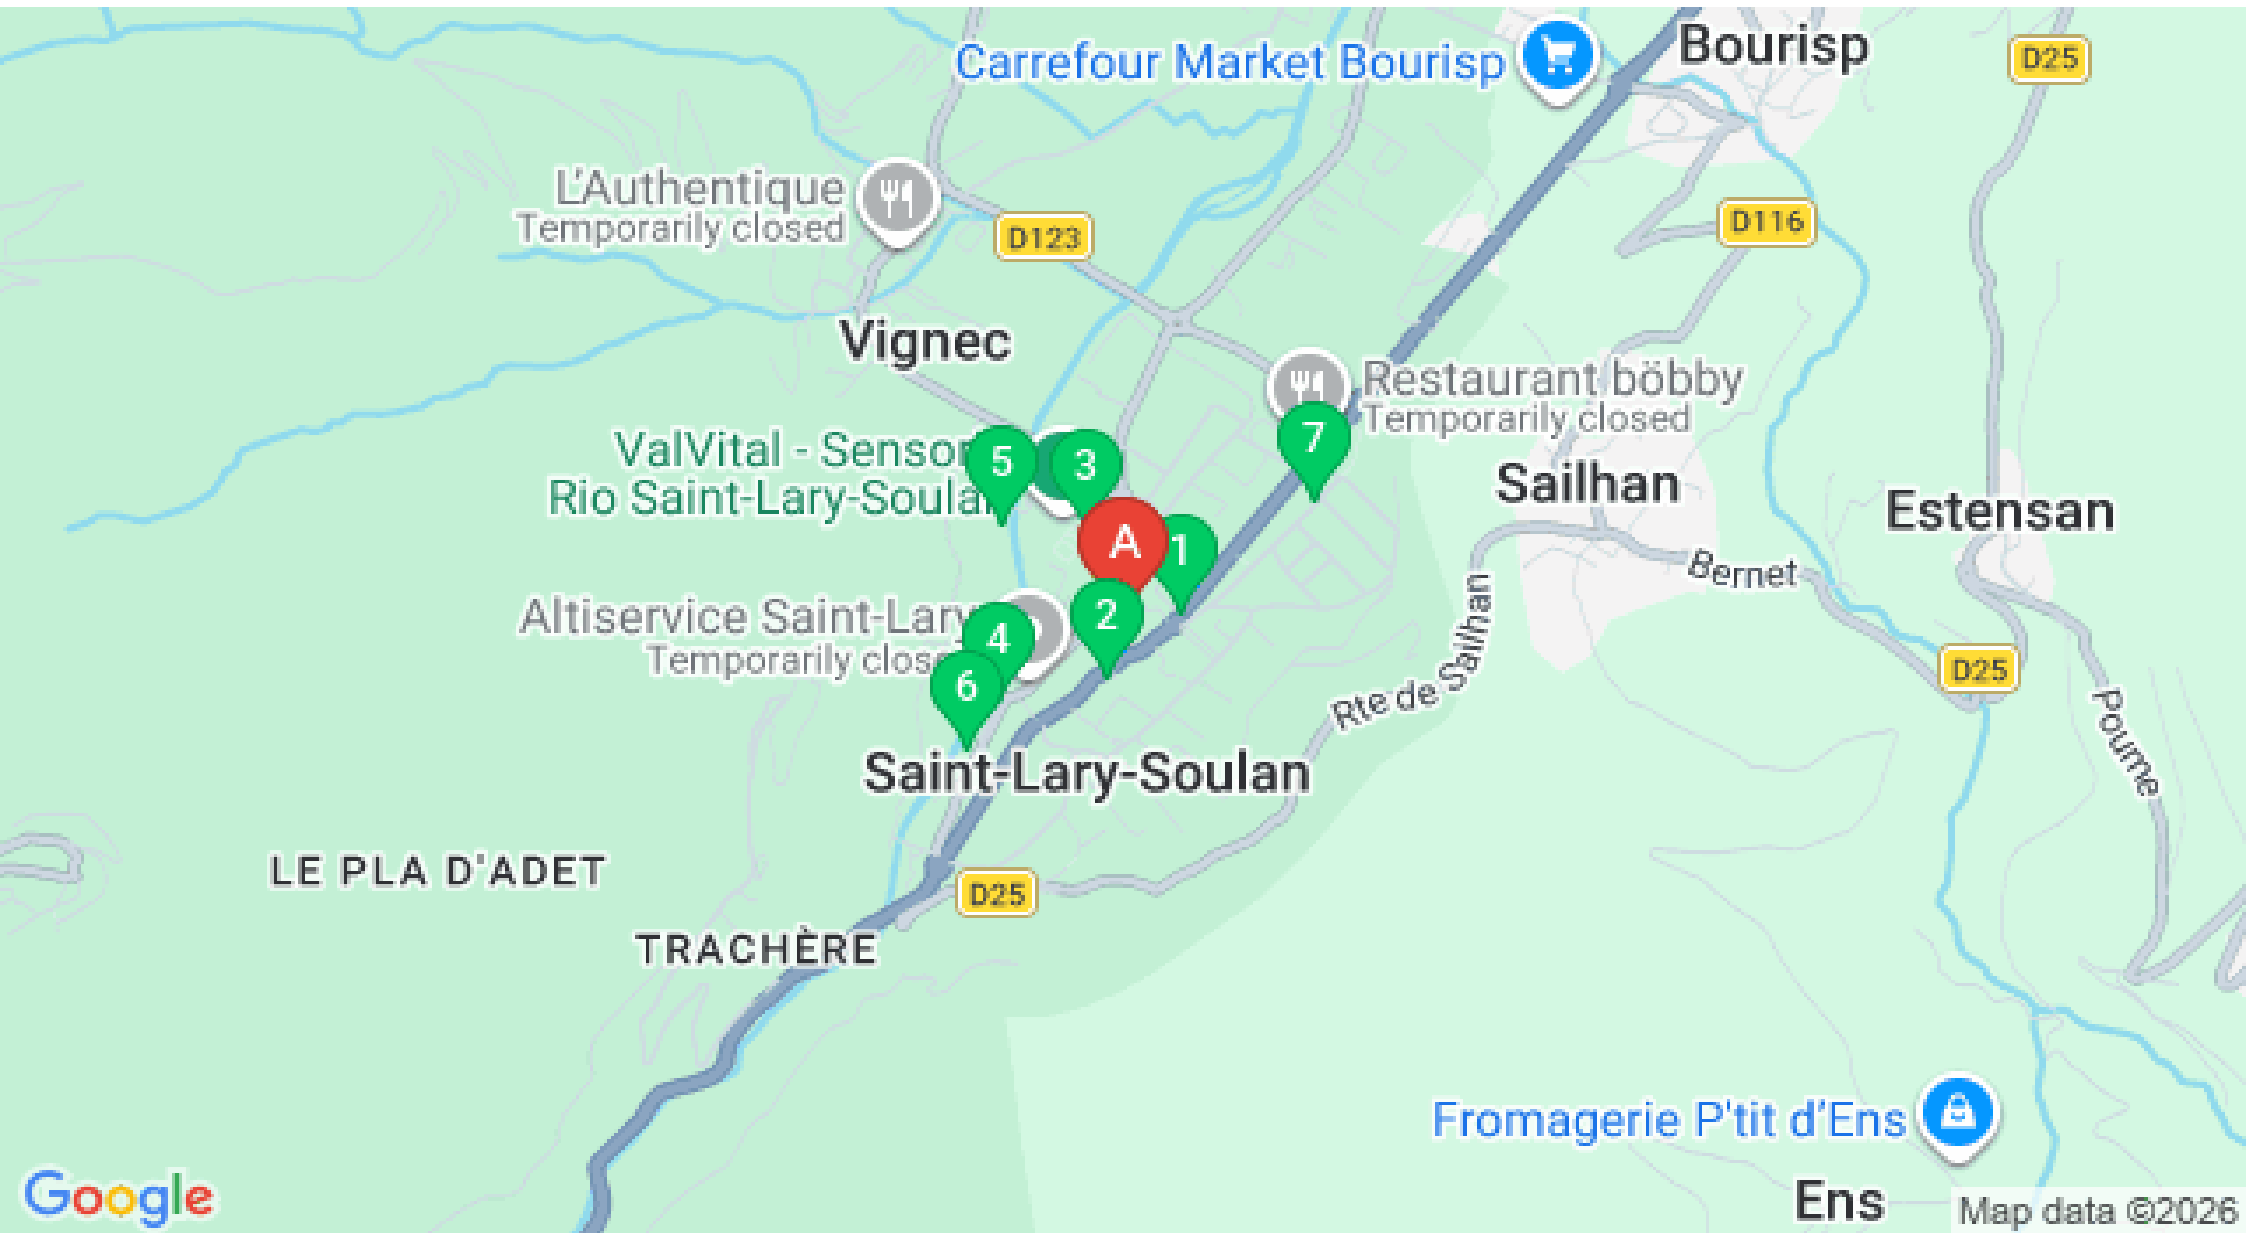 Carrefour Market Bourisp
Bourisp
D25
L'Authentique
Temporarily closed
D123
D116
Vignec
Restaurant böbby
Temporarily closed
ValVital - Sensor
Rio Saint-Lary-Soulan
5
3
7
Sailhan
Estensan
A
1
Bernet
Altiservice Saint-Lary
Temporarily closed
2
4
6
Rte de Sailhan
D25
Poume
Saint-Lary-Soulan
LE PLA D'ADET
D25
TRACHÈRE
Fromagerie P'tit d'Ens
Ens
Google
Map data ©2026